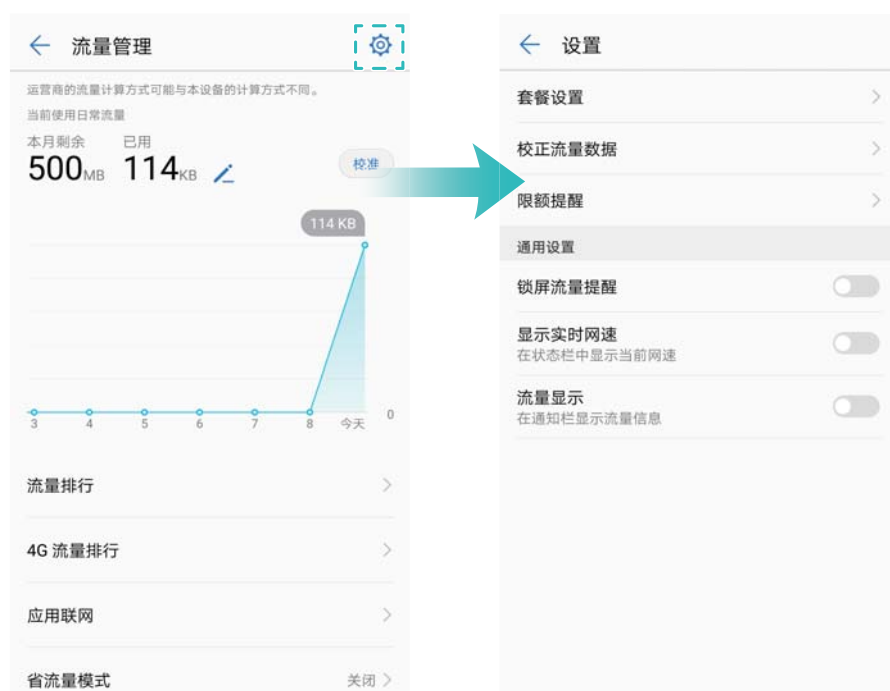 流量管理
运营商的流量计算方式可能与本设备的计算方式不同。
当前使用日常流量
本月剩余 已用
500MB 114KB 校准
114 KB
0
3 4 5 6 7 8 今天
流量排行
4G 流量排行
应用联网
省流量模式 关闭
设置
套餐设置
校正流量数据
限额提醒
通用设置
锁屏流量提醒
显示实时网速
在状态栏中显示当前网速
流量显示
在通知栏显示流量信息